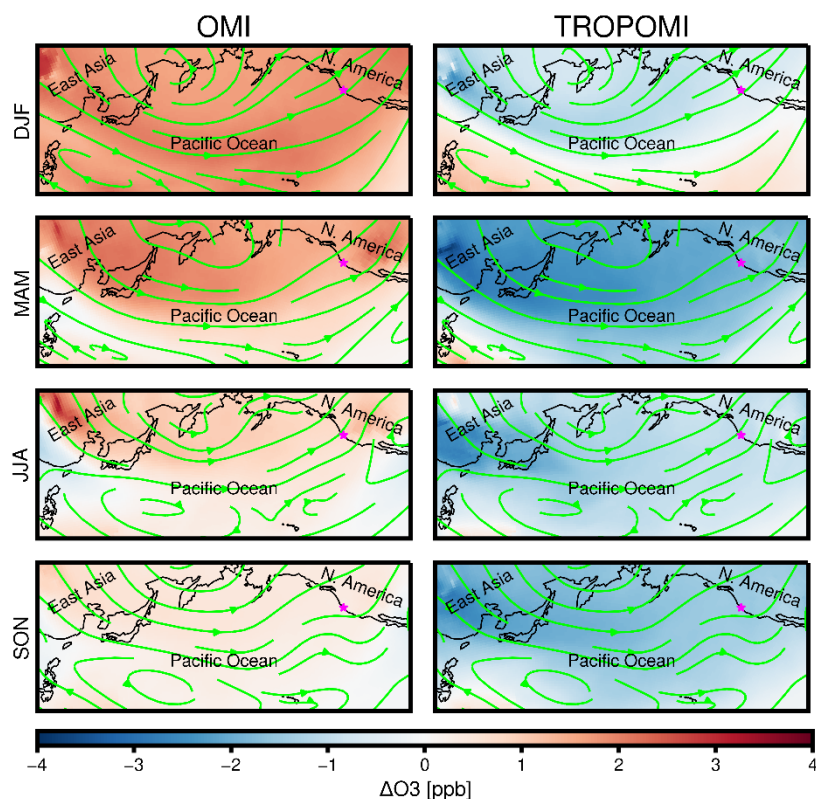 OMI TROPOMI
DJF
East Asia N. America Pacific Ocean
East Asia N. America Pacific Ocean
MAM
East Asia N. America Pacific Ocean
East Asia N. America Pacific Ocean
JJA
East Asia N. America Pacific Ocean
East Asia N. America Pacific Ocean
SON
East Asia N. America Pacific Ocean
East Asia N. America Pacific Ocean
−4 −3 −2 −1 0 1 2 3 4
ΔO3 [ppb]